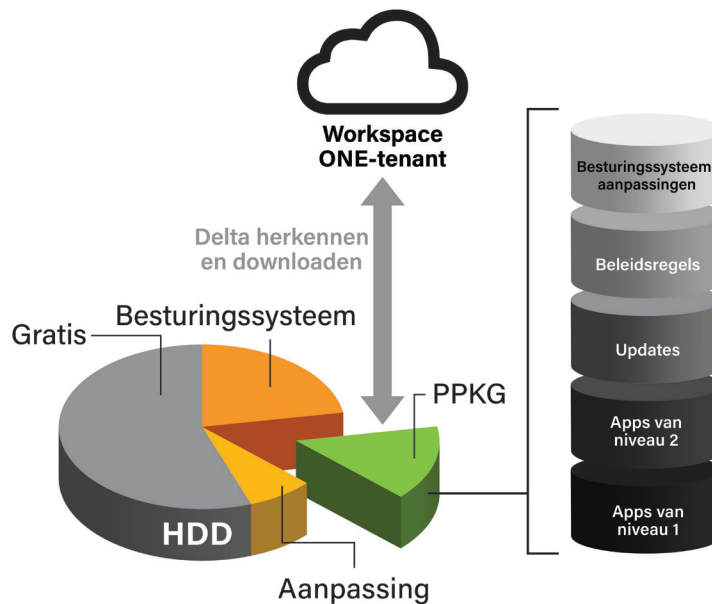 Workspace
ONE-tenant
Delta herkennen
en downloaden
Gratis
Besturingssysteem
PPKG
HDD
Aanpassing
Besturingssysteem
aanpassingen
Beleidsregels
Updates
Apps van
niveau 2
Apps van
niveau 1